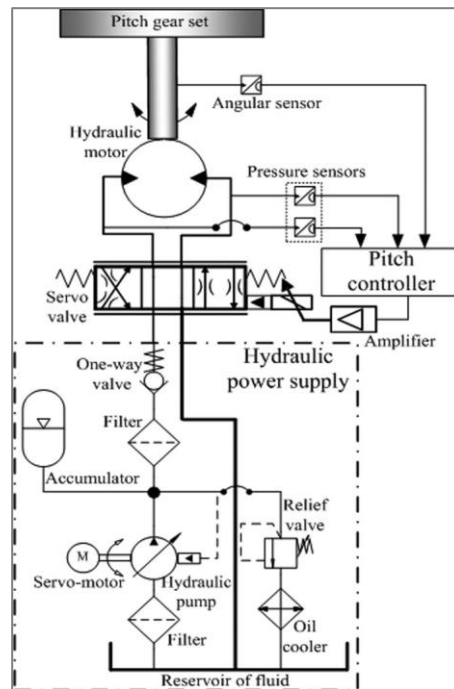 Pitch gear set
Angular sensor
Hydraulic
motor
Pressure sensors
Pitch
controller
Servo
valve
Amplifier
Hydraulic
power supply
One-way
valve
Filter
Accumulator
Relief
valve
M
Servo-motor
Hydraulic
pump
Filter
Oil
cooler
Reservoir of fluid